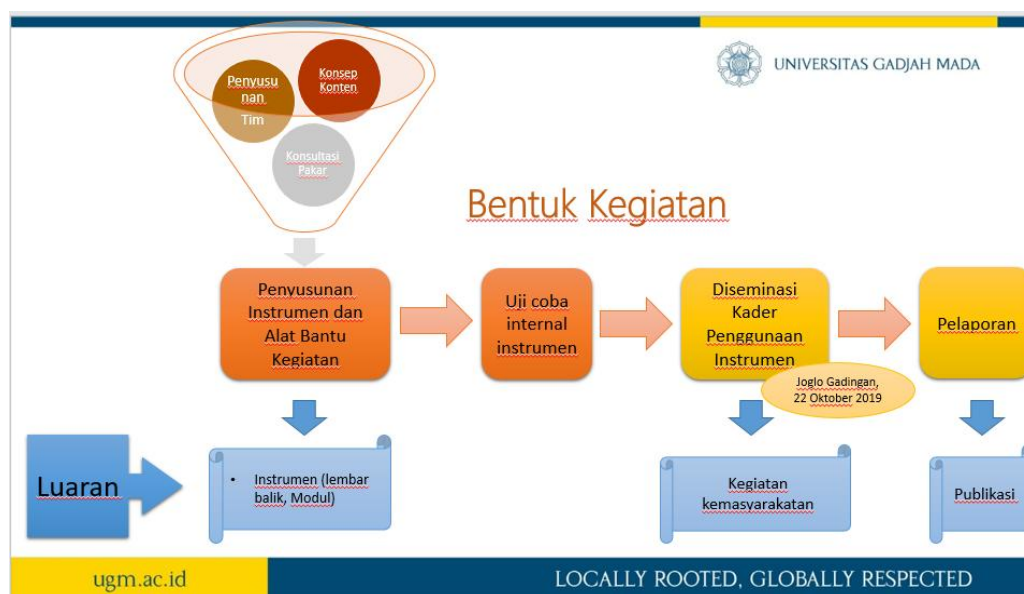 UNIVERSITAS GADJAH MADA
Penyusu
nan
Tim
Konsep
Konten
Konsultasi
Pakar
Bentuk Kegiatan
Penyusunan
Instrumen dan
Alat Bantu
Kegiatan
Uji coba
internal
instrumen
Diseminasi
Kader
Penggunaan
Instrumen
Joglo Gadingan,
22 Oktober 2019
Pelaporan
Luaran
• Instrumen (lembar
balik, Modul)
Kegiatan
kemasyarakatan
Publikasi
ugm.ac.id
LOCALLY ROOTED, GLOBALLY RESPECTED